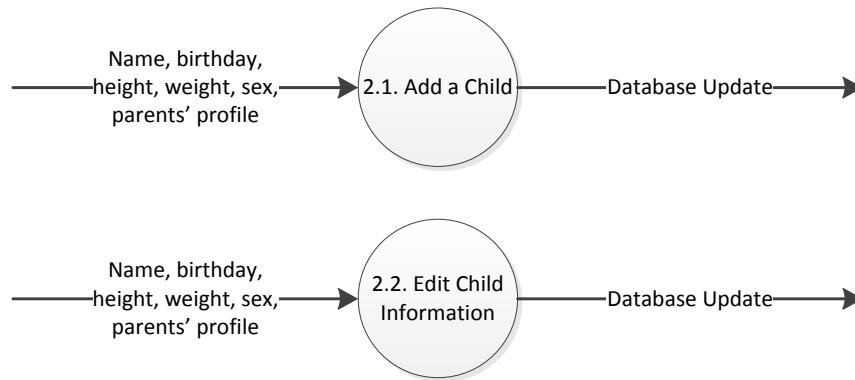 Name, birthday,
height, weight, sex,
parents' profile
2.1. Add a Child
Database Update
Name, birthday,
height, weight, sex,
parents' profile
2.2. Edit Child
Information
Database Update